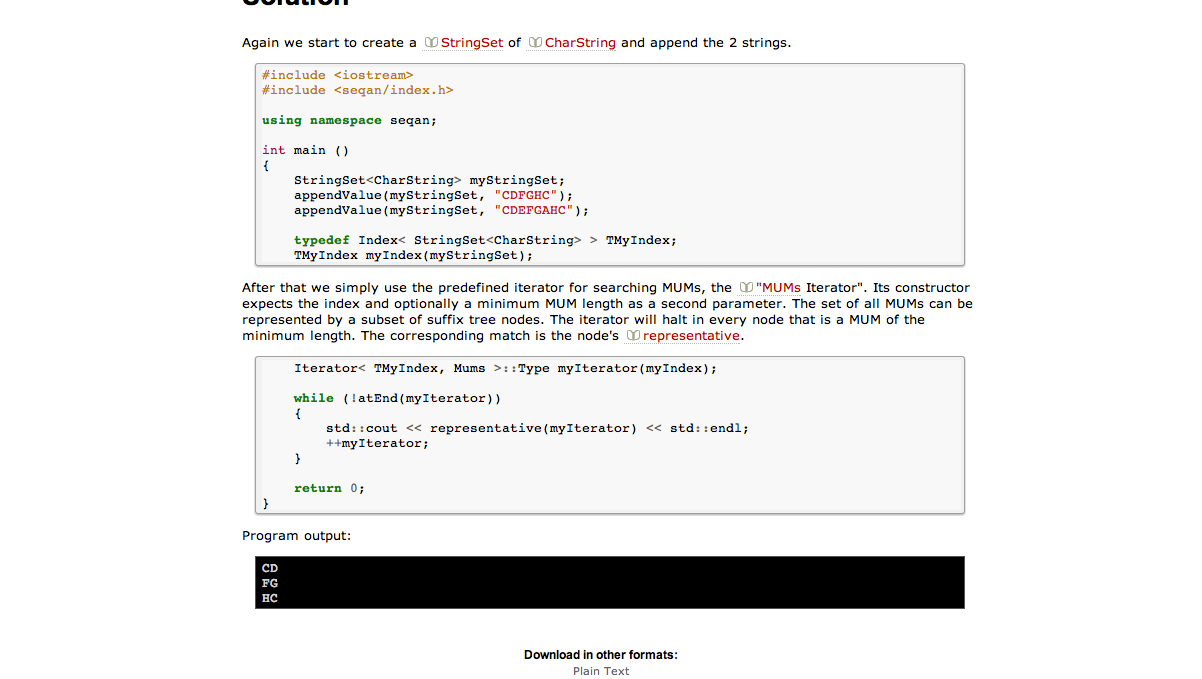 Solution
Again we start to create a StringSet of CharString and append the 2 strings.
#include <iostream>
#include <seqan/index.h>
using namespace seqan;
int main ()
{
StringSet<CharString> myStringSet;
appendValue(myStringSet, "CDFGHC");
appendValue(myStringSet, "CDEFGAHC");
typedef Index< StringSet<CharString> > TMyIndex;
TMyIndex myIndex(myStringSet);
After that we simply use the predefined iterator for searching MUMs, the "MUMs Iterator". Its constructor
expects the index and optionally a minimum MUM length as a second parameter. The set of all MUMs can be
represented by a subset of suffix tree nodes. The iterator will halt in every node that is a MUM of the
minimum length. The corresponding match is the node's representative.
Iterator< TMyIndex, Mums >::Type myIterator(myIndex);
while (!atEnd(myIterator))
{
std::cout << representative(myIterator) << std::endl;
++myIterator;
}
return 0;
}
Program output:
CD
FG
HC
Download in other formats:
Plain Text